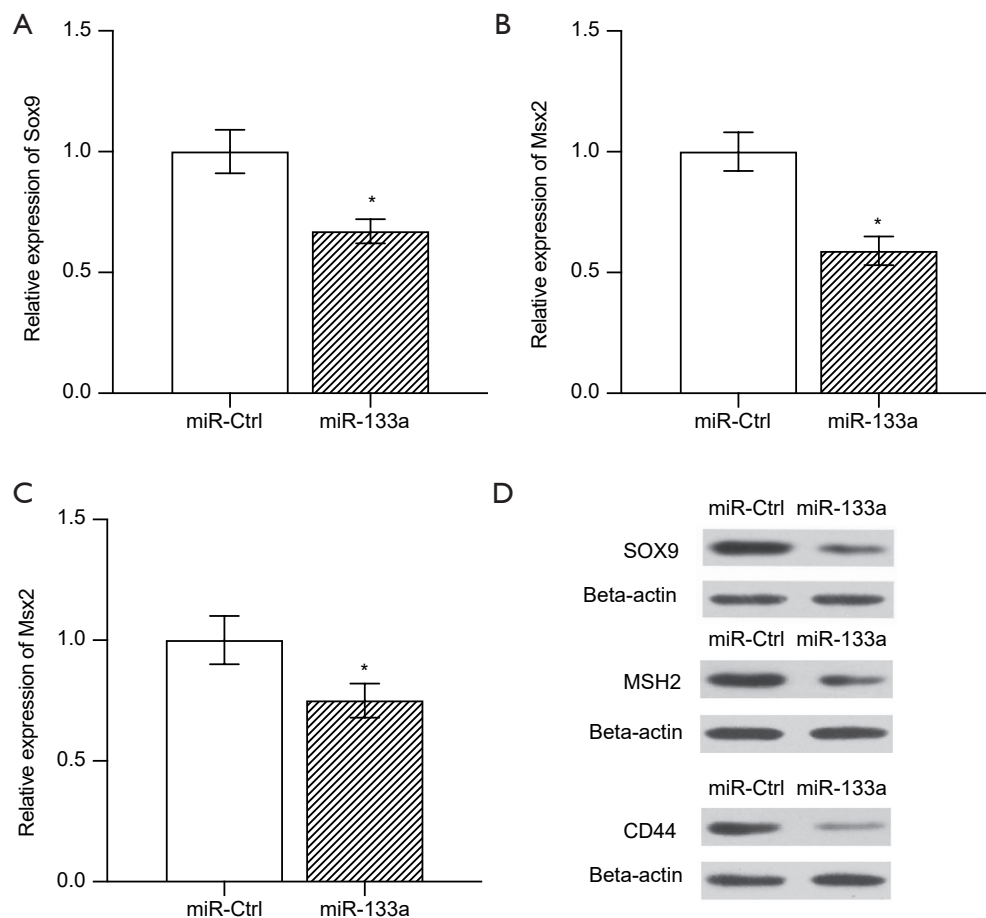 A
Relative expression of Sox9
1.5
1.0
0.5
0.0
*
miR-Ctrl miR-133a
B
Relative expression of Msx2
1.5
1.0
0.5
0.0
*
miR-Ctrl miR-133a
C
Relative expression of Msx2
1.5
1.0
0.5
0.0
*
miR-Ctrl miR-133a
D
miR-Ctrl miR-133a
SOX9
Beta-actin
miR-Ctrl miR-133a
MSH2
Beta-actin
miR-Ctrl miR-133a
CD44
Beta-actin